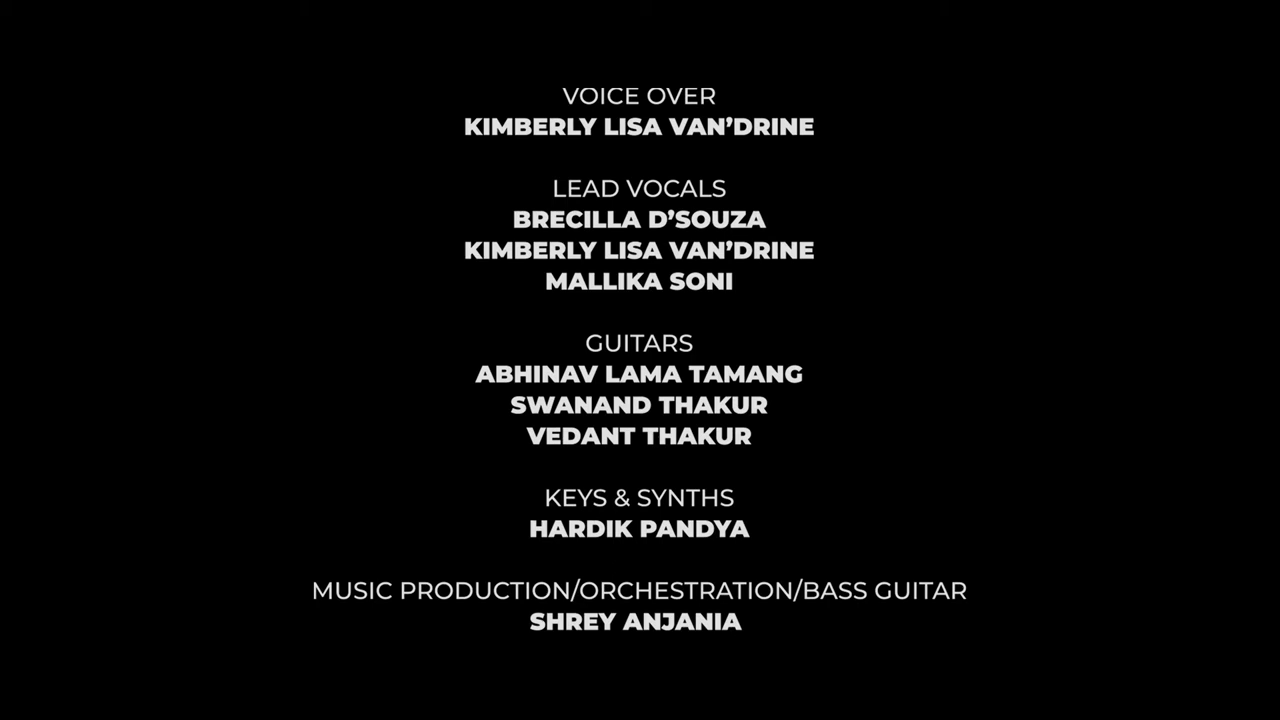 VOICE OVER
KIMBERLY LISA VAN’DRINE
LEAD VOCALS
BRECILLA D’SOUZA
KIMBERLY LISA VAN’DRINE
MALLIKA SONI
GUITARS
ABHINAV LAMA TAMANG
SWANAND THAKUR
VEDANT THAKUR
KEYS & SYNTHS
HARDIK PANDYA
MUSIC PRODUCTION/ORCHESTRATION/BASS GUITAR
SHREY ANJANIA